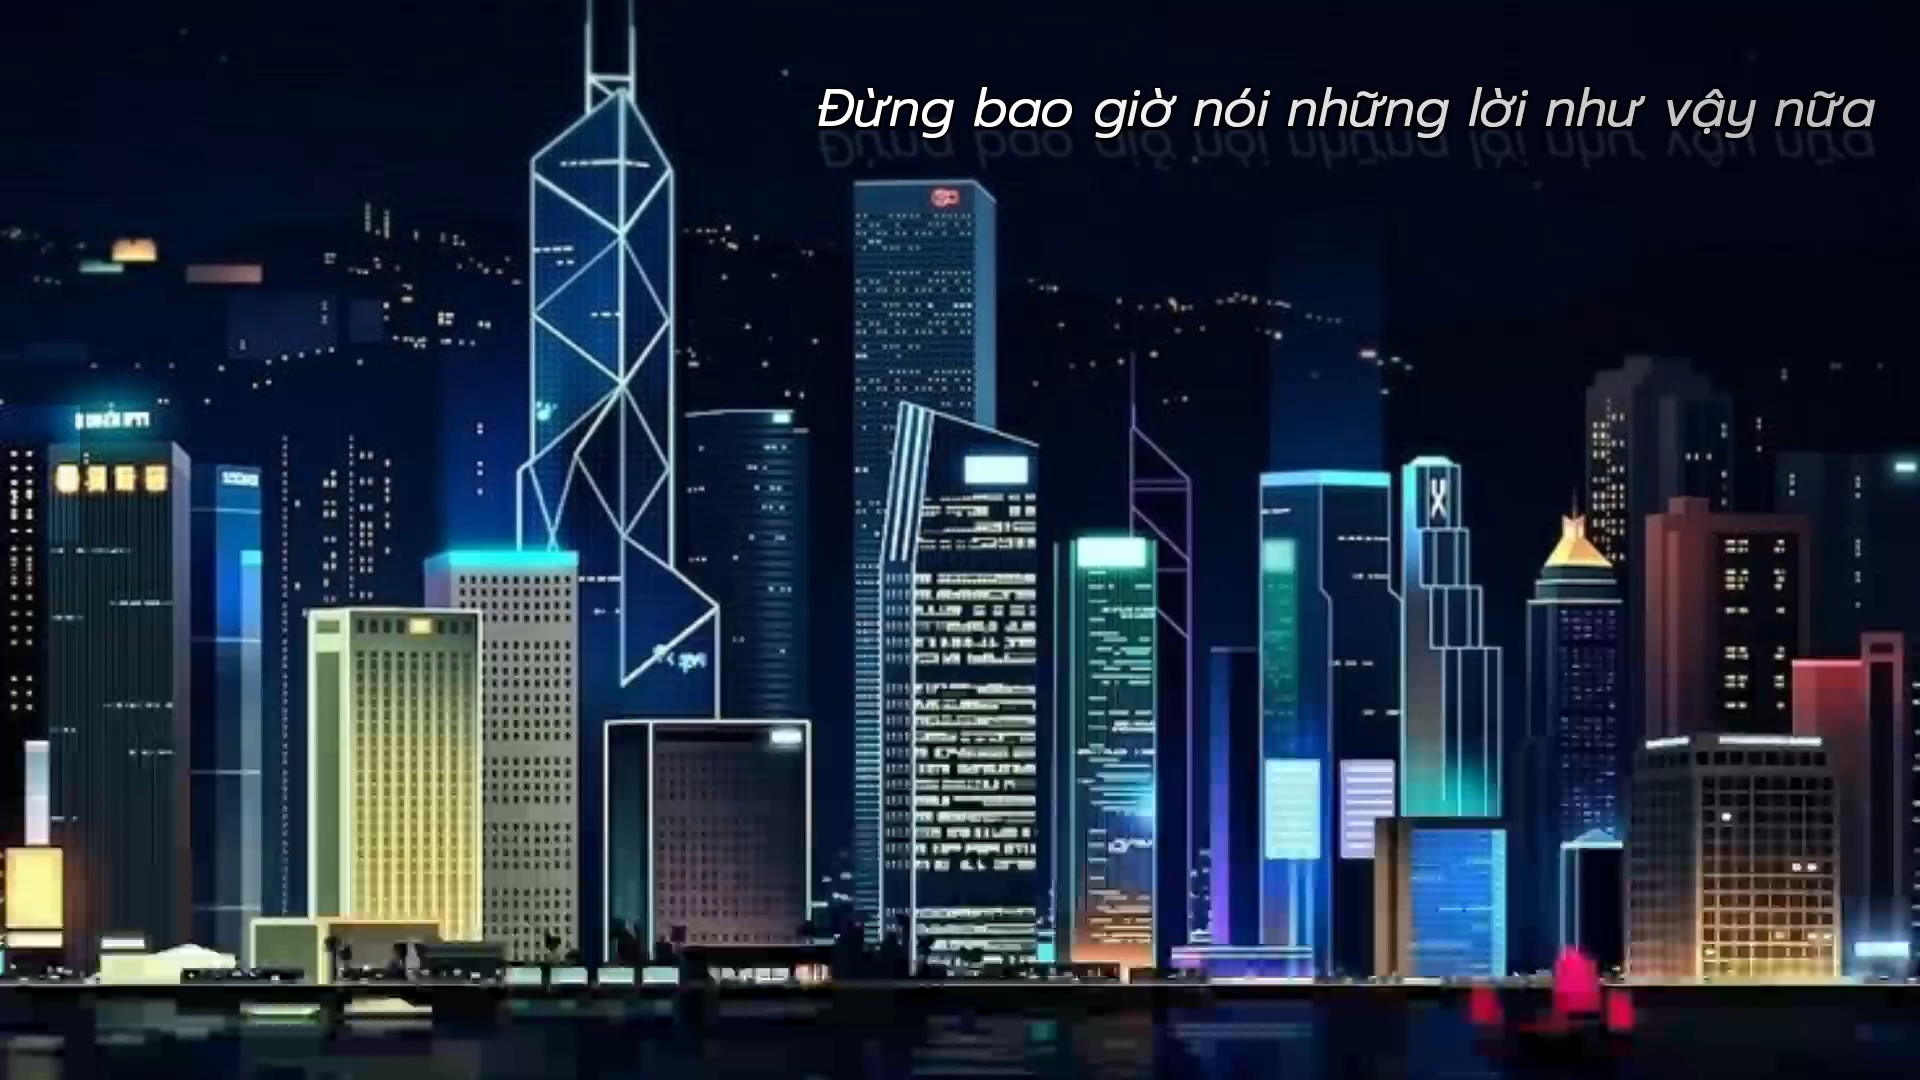 Đừng bao giờ nói những lời như vậy nữa